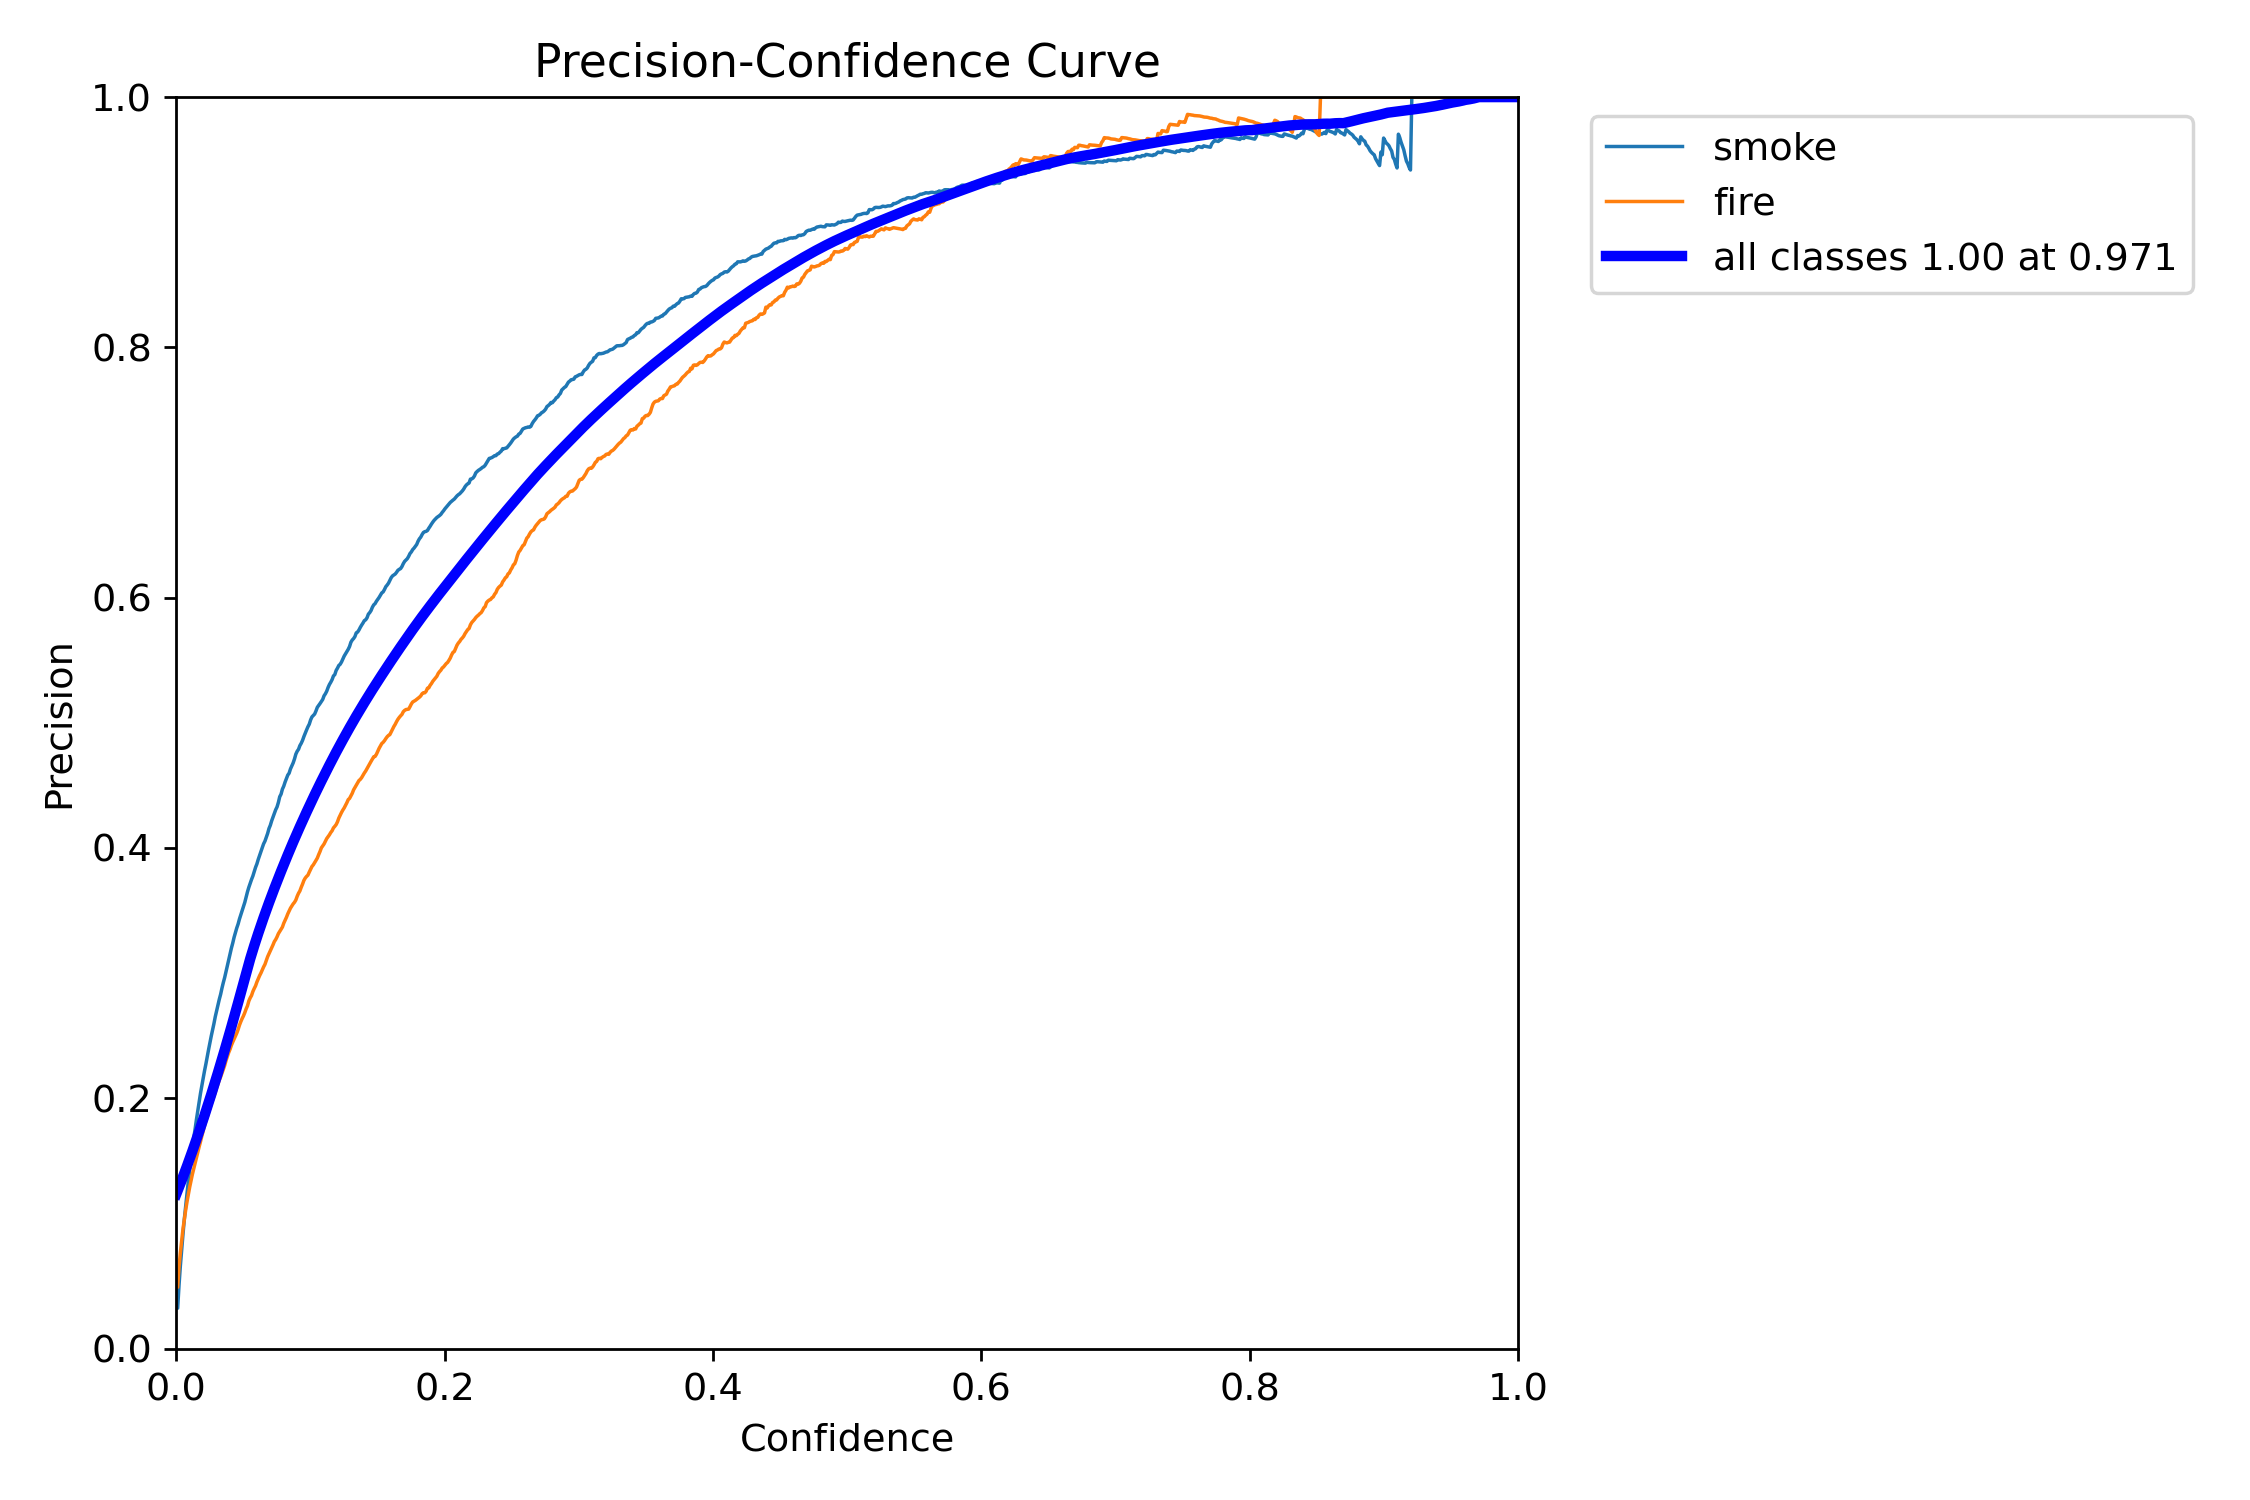 Precision-Confidence Curve
1.0
0.8
0.6
0.4
0.2
0.0
Precision
0.0 0.2 0.4 0.6 0.8 1.0
Confidence
smoke
fire
all classes 1.00 at 0.971